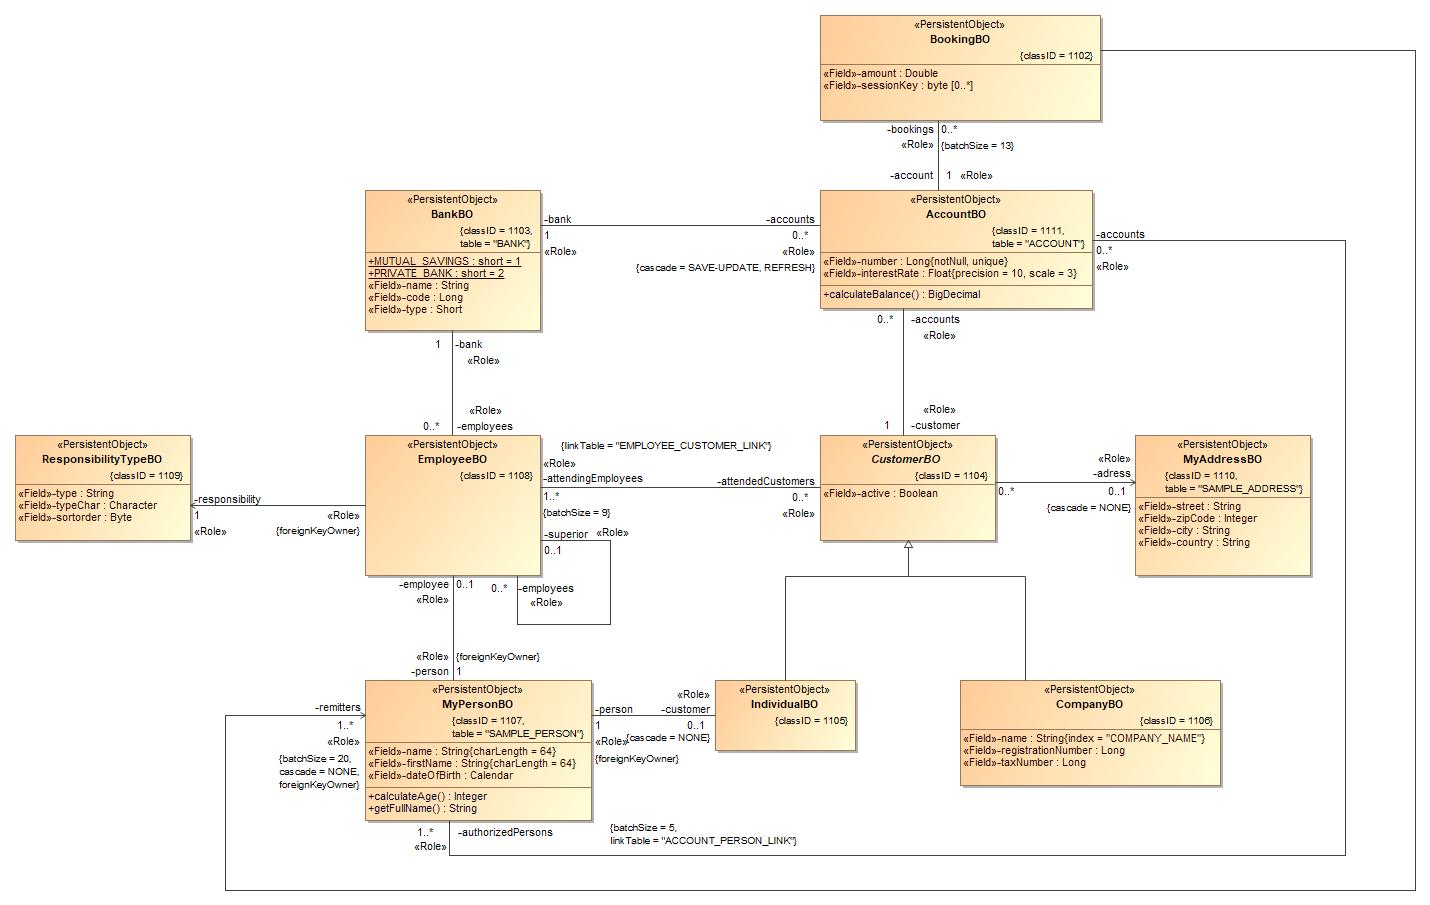 «PersistentObject»
BookingBO
{classID = 1102}
«Field»-amount : Double
«Field»-sessionKey : byte [0..*]
-bookings
0..*
«Role»
{batchSize = 13}
-account
1
«Role»
«PersistentObject»
BankBO
{classID = 1103,
table = "BANK"}
+MUTUAL_SAVINGS : short = 1
+PRIVATE_BANK : short = 2
«Field»-name : String
«Field»-code : Long
«Field»-type : Short
-bank
1
«Role»
-accounts
0..*
«Role»
{cascade = SAVE-UPDATE, REFRESH}
«PersistentObject»
AccountBO
{classID = 1111,
table = "ACCOUNT"}
«Field»-number : Long{notNull, unique}
«Field»-interestRate : Float{precision = 10, scale = 3}
+calculateBalance() : BigDecimal
-accounts
0..*
«Role»
1
-bank
«Role»
0..*
-accounts
«Role»
«Role»
0..*
-employees
«Role»
1
-customer
«PersistentObject»
ResponsibilityTypeBO
{classID = 1109}
«Field»-type : String
«Field»-typeChar : Character
«Field»-sortorder : Byte
-responsibility
1
«Role»
«Role»
{foreignKeyOwner}
«PersistentObject»
EmployeeBO
{classID = 1108}
{linkTable = "EMPLOYEE_CUSTOMER_LINK"}
«Role»
-attendingEmployees
1..*
{batchSize = 9}
-attendedCustomers
0..*
«Role»
-superior
«Role»
0..1
0..*
-employees
«Role»
«PersistentObject»
CustomerBO
{classID = 1104}
«Field»-active : Boolean
0..*
«Role»
-adress
0..1
{cascade = NONE}
«PersistentObject»
MyAddressBO
{classID = 1110,
table = "SAMPLE_ADDRESS"}
«Field»-street : String
«Field»-zipCode : Integer
«Field»-city : String
«Field»-country : String
-employee
0..1
«Role»
«Role»
{foreignKeyOwner}
-person
1
-remitters
1..*
«Role»
{batchSize = 20,
cascade = NONE,
foreignKeyOwner}
«PersistentObject»
MyPersonBO
{classID = 1107,
table = "SAMPLE_PERSON"}
«Field»-name : String{charLength = 64}
«Field»-firstName : String{charLength = 64}
«Field»-dateOfBirth : Calendar
+calculateAge() : Integer
+getFullName() : String
-person
1
«Role»
{foreignKeyOwner}
«Role»
-customer
0..1
{cascade = NONE}
«PersistentObject»
IndividualBO
{classID = 1105}
«PersistentObject»
CompanyBO
{classID = 1106}
«Field»-name : String{index = "COMPANY_NAME"}
«Field»-registrationNumber : Long
«Field»-taxNumber : Long
1..*
-authorizedPersons
«Role»
{batchSize = 5,
linkTable = "ACCOUNT_PERSON_LINK"}